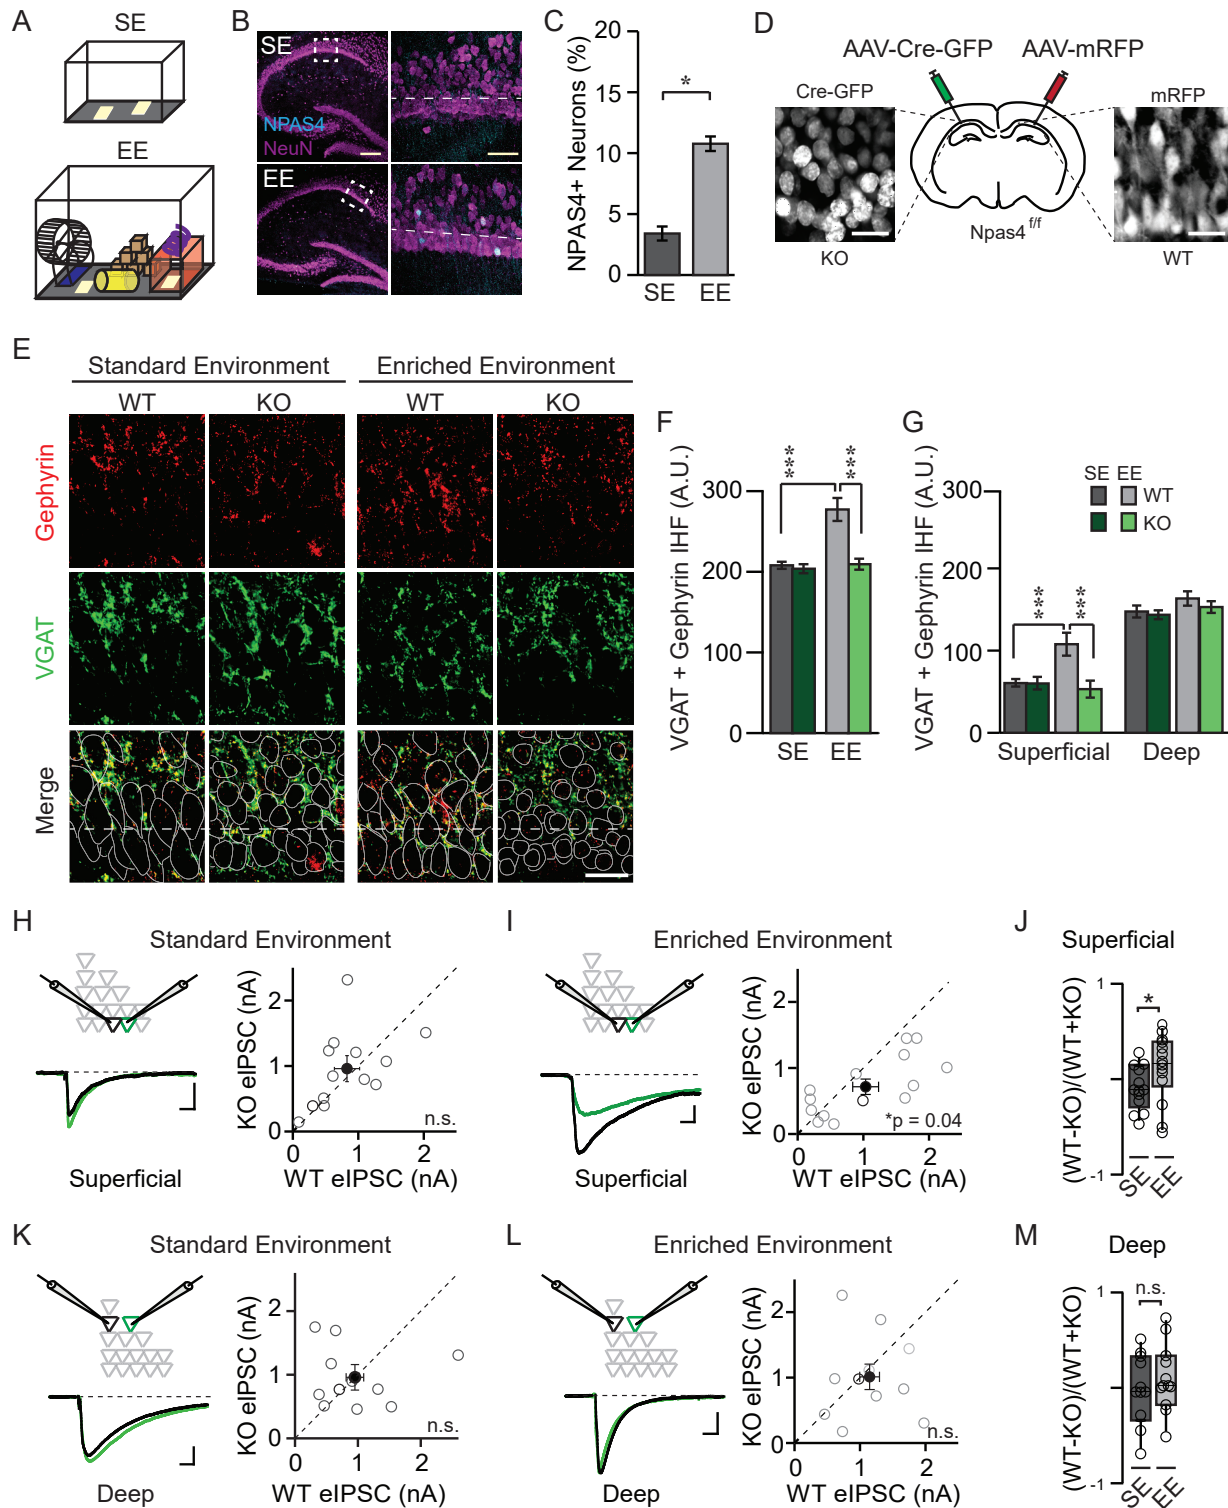 A
SE
EE
B
SE
NPAS4
NeuN
EE
C
NPAS4+ Neurons (%)
20
15
10
5
0
*
SE
EE
D
AAV-Cre-GFP
AAV-mRFP
Cre-GFP
mRFP
Npas4 f/f
KO
WT
E
Standard Environment
Enriched Environment
WT
KO
WT
KO
Gephyrin
VGAT
Merge
F
VGAT + Gephyrin IHF (A.U.)
300
200
100
0
***
***
SE
EE
G
VGAT + Gephyrin IHF (A.U.)
300
200
100
0
SE EE
WT
KO
***
***
Superficial
Deep
H
Standard Environment
Superficial
KO eIPSC (nA)
2
1
0
n.s.
0
1
2
WT eIPSC (nA)
I
Enriched Environment
Superficial
KO eIPSC (nA)
2
1
0
*p = 0.04
0
1
2
WT eIPSC (nA)
J
Superficial
(WT-KO)/(WT+KO)
1
-1
*
SE
EE
K
Standard Environment
Deep
KO eIPSC (nA)
2
1
0
n.s.
0
1
2
WT eIPSC (nA)
L
Enriched Environment
Deep
KO eIPSC (nA)
2
1
0
n.s.
0
1
2
WT eIPSC (nA)
M
Deep
(WT-KO)/(WT+KO)
1
-1
n.s.
SE
EE